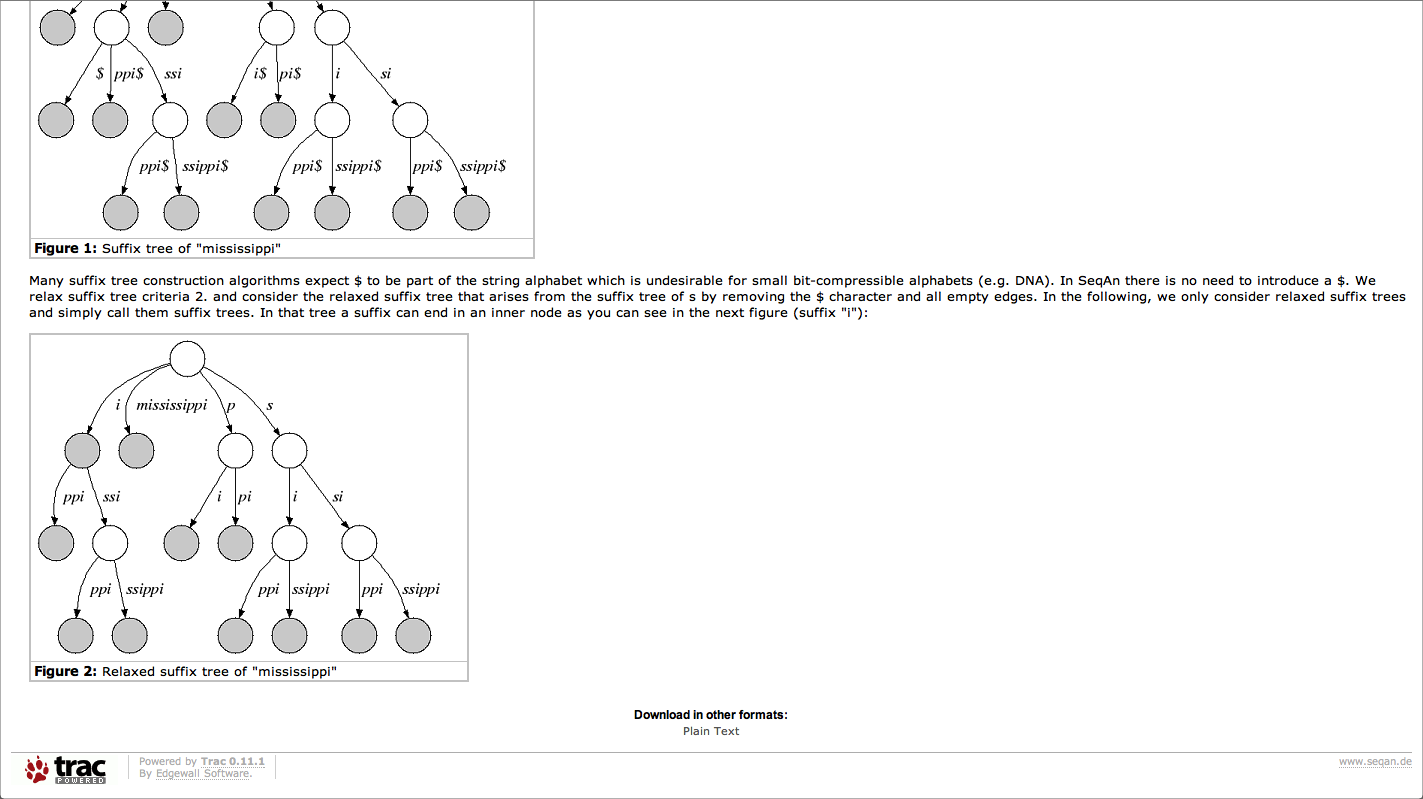 $ ppi$ ssi i$ pi$ i si
ppi$ ssippi$ ppi$ ssippi$ ppi$ ssippi$
Figure 1: Suffix tree of "mississippi"
Many suffix tree construction algorithms expect $ to be part of the string alphabet which is undesirable for small bit-compressible alphabets (e.g. DNA). In SeqAn there is no need to introduce a $. We
relax suffix tree criteria 2. and consider the relaxed suffix tree that arises from the suffix tree of s by removing the $ character and all empty edges. In the following, we only consider relaxed suffix trees
and simply call them suffix trees. In that tree a suffix can end in an inner node as you can see in the next figure (suffix "i"):
i mississippi p s
ppi ssi i pi i si
ppi ssippi ppi ssippi ppi ssippi
Figure 2: Relaxed suffix tree of "mississippi"
Download in other formats:
Plain Text
trac
POWERED
Powered by Trac 0.11.1
By Edgewall Software.
www.seqan.de